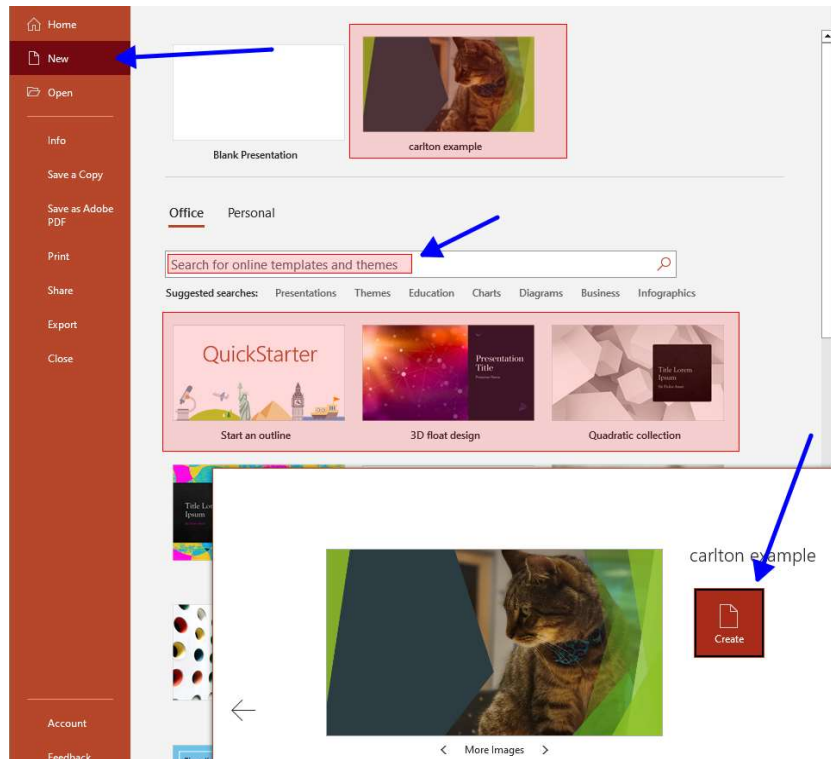 Home
New
Open
Info
Save a Copy
Save as Adobe
PDF
Print
Share
Export
Close
Account
Feedback
Blank Presentation
carlton example
Office
Personal
Search for online templates and themes
Suggested searches: Presentations Themes Education Charts Diagrams Business Infographics
QuickStarter
Presentation
Title
Title Lorem
Ipsum
Start an outline
3D float design
Quadratic collection
Title
Ipsum
carlton example
Create
More Images